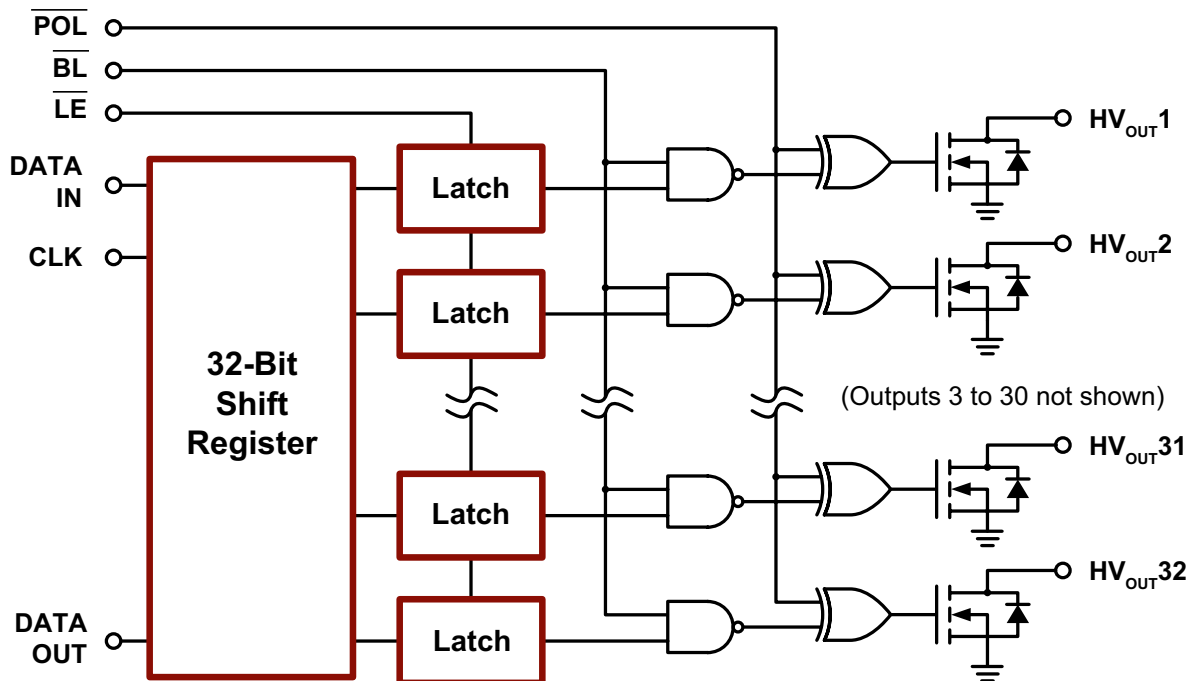 POL
BL
LE
DATA
IN
CLK
DATA
OUT
32-Bit
Shift
Register
Latch
Latch
Latch
Latch
HVOUT1
HVOUT2
(Outputs 3 to 30 not shown)
HVOUT31
HVOUT32